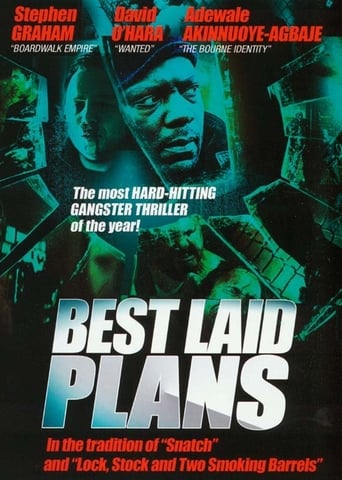 Stephen David Adewale
GRAHAM O'HARA AKINNUOYE-AGBAJE
"BOARDWALK EMPIRE" "WANTED" "THE BOURNE IDENTITY"
The most HARD-HITTING
GANGSTER THRILLER
of the year!
BEST LAID
PLANS
In the tradition of "Snatch"
and "Lock, Stock and Two Smoking Barrels"